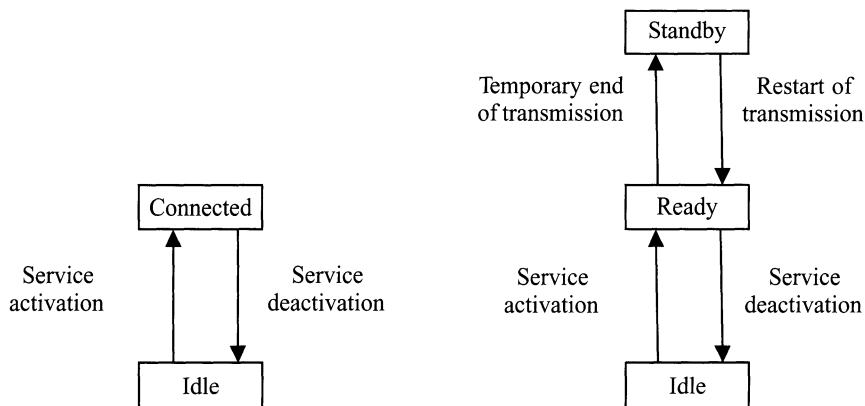 Standby
Temporary end
of transmission
Restart of
transmission
Connected
Ready
Service
activation
Service
deactivation
Service
activation
Service
deactivation
Idle
Idle